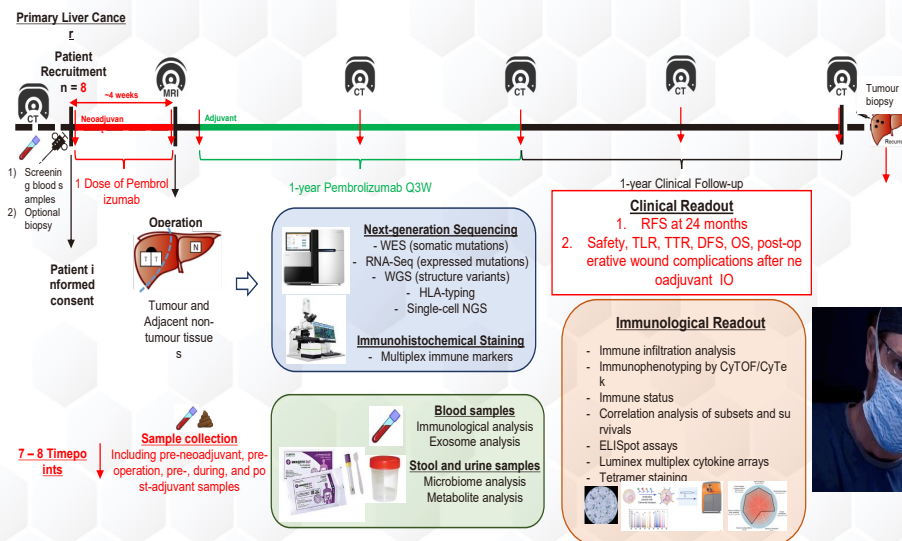 Primary Liver Cance
r
Patient
Recruitment
n = 8
~4 weeks
MRI
CT
CT
CT
CT
Neoadjuvan
Adjuvant
Tumour
biopsy
Recurre
1) Screenin
g blood s
amples
2) Optional
biopsy
1 Dose of Pembrol
izumab
1-year Pembrolizumab Q3W
1-year Clinical Follow-up
Patient i
nformed
consent
Operation
T
T
N
Tumour and
Adjacent non-
tumour tissue
s
Next-generation Sequencing
- WES (somatic mutations)
- RNA-Seq (expressed mutations)
- WGS (structure variants)
- HLA-typing
- Single-cell NGS
Immunohistochemical Staining
- Multiplex immune markers
Clinical Readout
1. RFS at 24 months
2. Safety, TLR, TTR, DFS, OS, post-op
erative wound complications after ne
oadjuvant IO
Immunological Readout
- Immune infiltration analysis
- Immunophenotyping by CyTOF/CyTe
k
- Immune status
- Correlation analysis of subsets and su
rvivals
- ELISpot assays
- Luminex multiplex cytokine arrays
- Tetramer staining
7 – 8 Timepo
ints
Sample collection
Including pre-neoadjuvant, pre-
operation, pre-, during, and po
st-adjuvant samples
Blood samples
Immunological analysis
Exosome analysis
Stool and urine samples
Microbiome analysis
Metabolite analysis